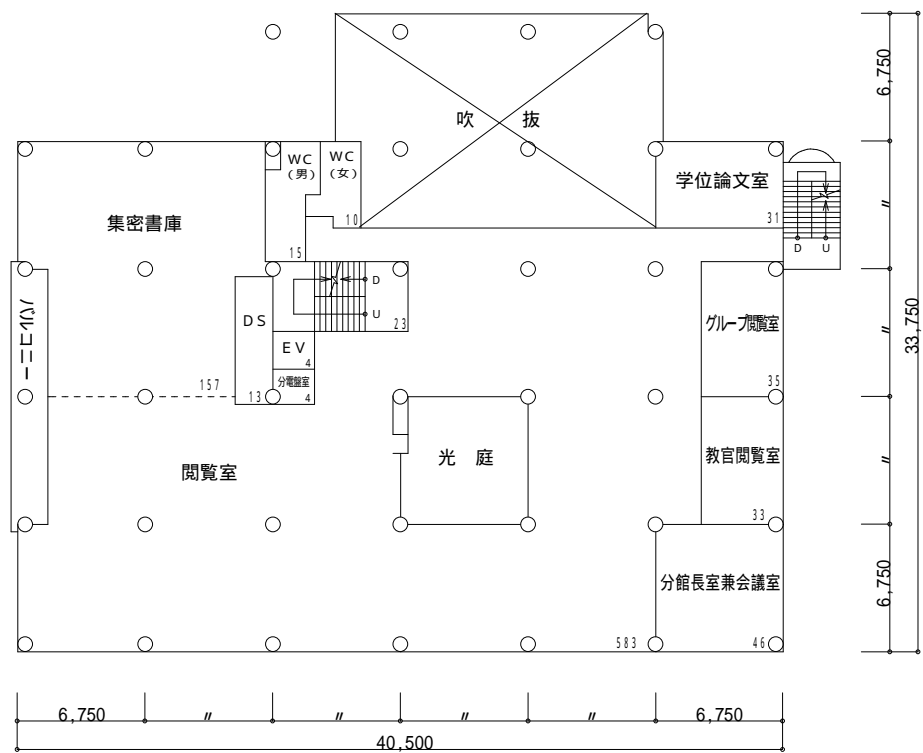 吹　抜
6,750
WC
(男)
WC
(女)
学位論文室
〃
集密書庫
10
31
15
D
U
D
U
DS
23
EV
4
グループ閲覧室
〃
33,750
バルコニー
157
13
分電盤室
4
35
閲覧室
光　庭
教官閲覧室
〃
33
分館長室兼会議室
6,750
583
46
6,750
〃
〃
〃
〃
6,750
40,500